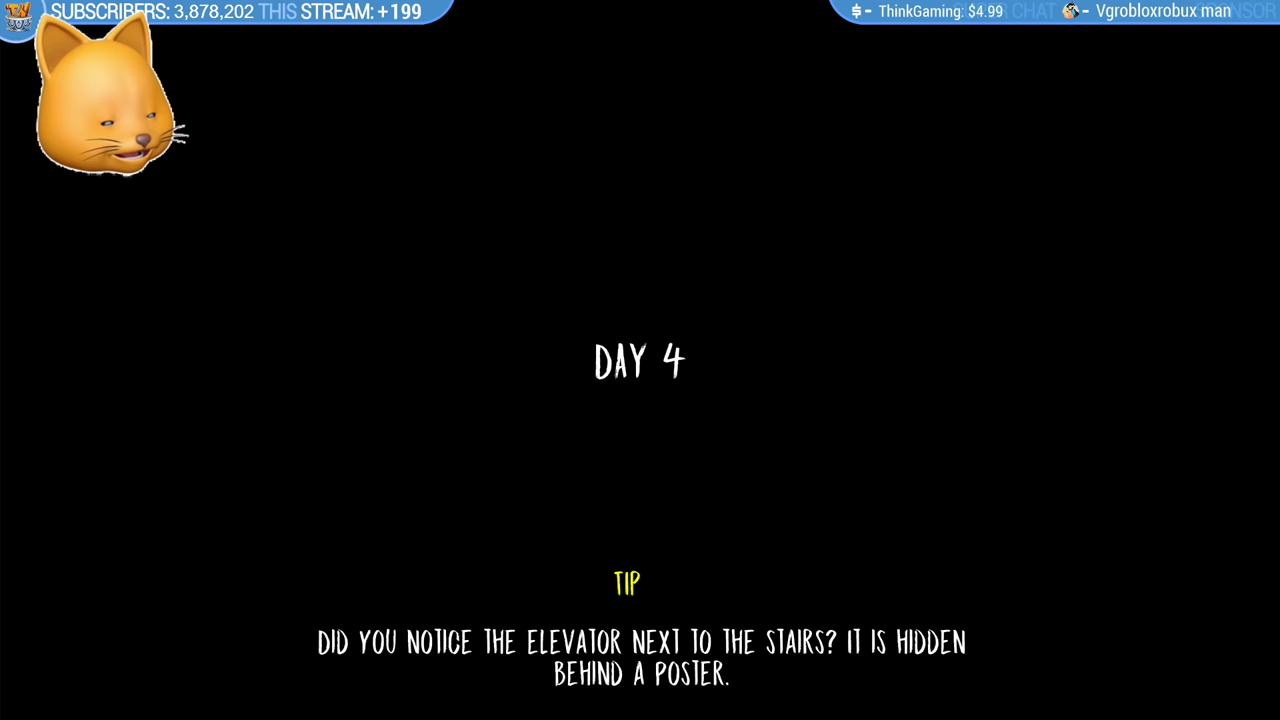 SUBSCRIBERS: 3,878,202 THIS STREAM: +199
$ - ThinkGaming: $4.99 CHAT - Vgrobloxrobux man
DAY 4
TIP
DID YOU NOTICE THE ELEVATOR NEXT TO THE STAIRS? IT IS HIDDEN
BEHIND A POSTER.